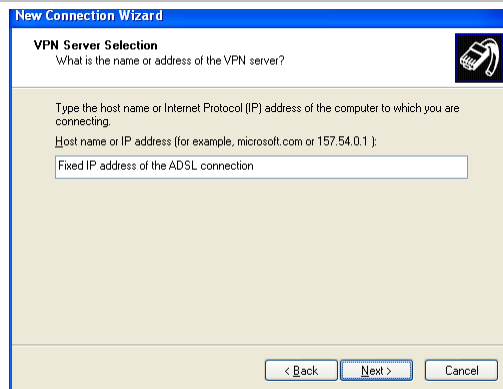 New Connection Wizard
VPN Server Selection
What is the name or address of the VPN server?
Type the host name or Internet Protocol (IP) address of the computer to which you are
connecting.
Host name or IP address (for example, microsoft.com or 157.54.0.1 ):
Fixed IP address of the ADSL connection
< Back
Next >
Cancel